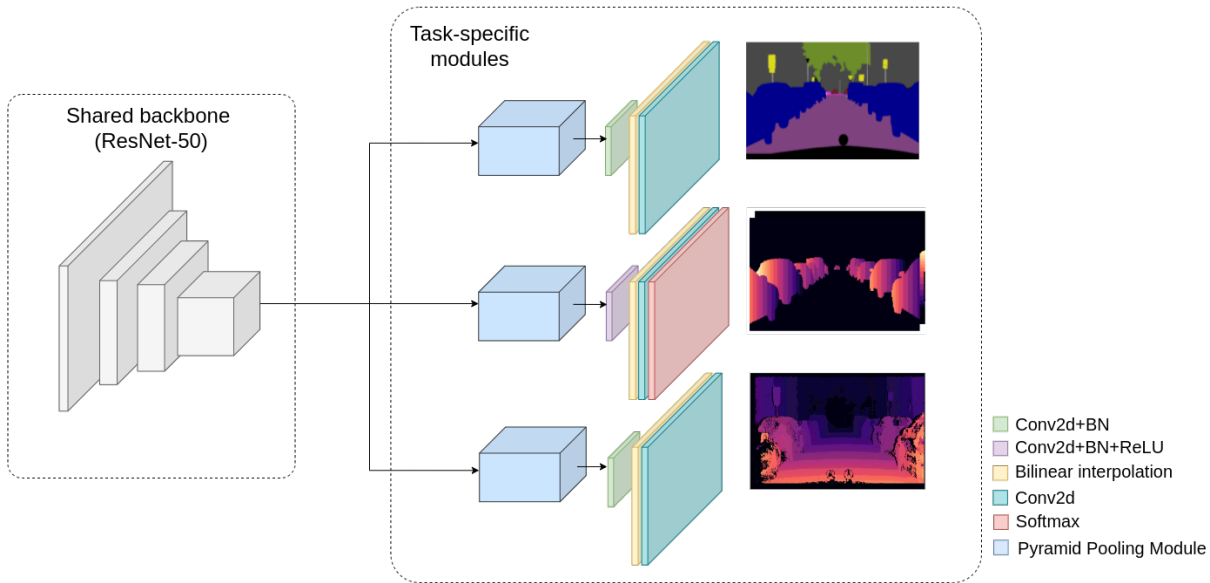 Task-specific
modules
Shared backbone
(ResNet-50)
Conv2d+BN
Conv2d+BN+ReLU
Bilinear interpolation
Conv2d
Softmax
Pyramid Pooling Module